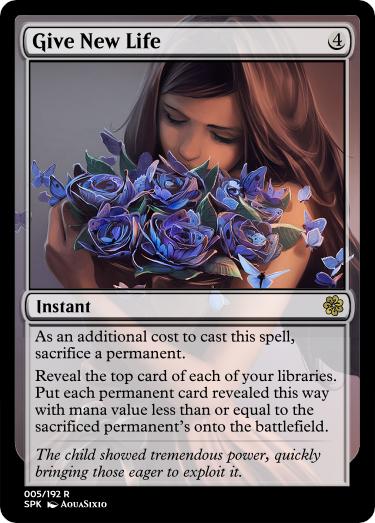 Give New Life 4
Instant
As an additional cost to cast this spell,
sacrifice a permanent.
Reveal the top card of each of your libraries.
Put each permanent card revealed this way
with mana value less than or equal to the
sacrificed permanent's onto the battlefield.
The child showed tremendous power, quickly
bringing those eager to exploit it.
005/192 R
SPK AquaSixio